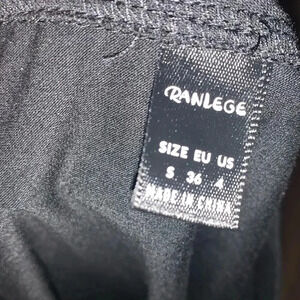 RANLEGE
SIZE EU US
S 36 4
MADE IN CHINA